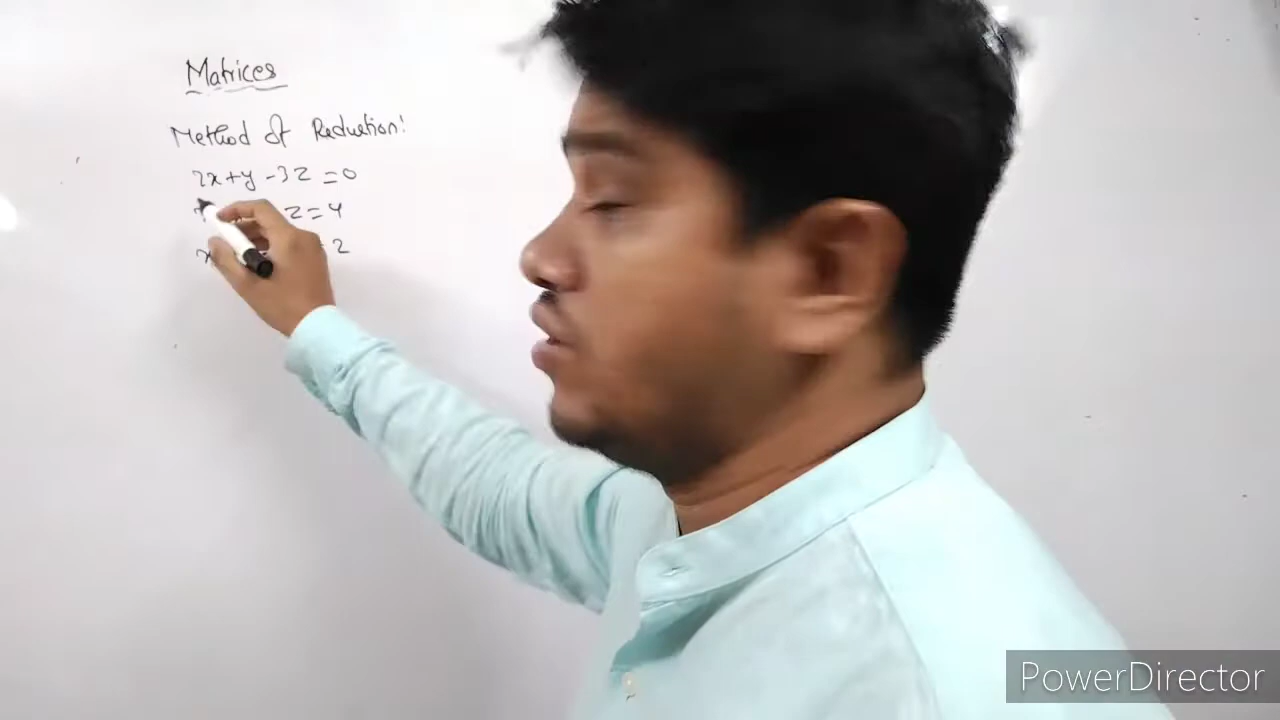 Matrices
Method of Reduction!
2x+y -3z =0
z=4
2
PowerDirector